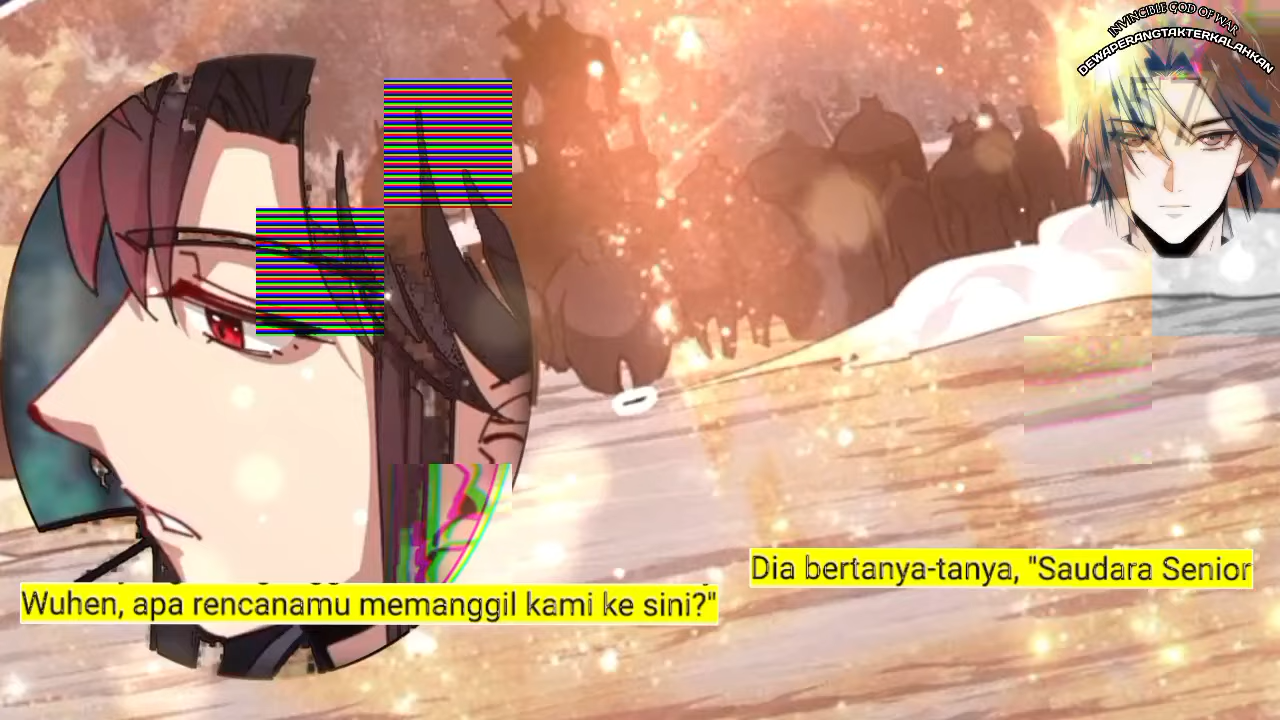 INVINCIBLE GOD OF WAR
DEWAPERANGTAKTERKALAHKAN
Dia bertanya-tanya, "Saudara Senior
Wuhen, apa rencanamu memanggil kami ke sini?"